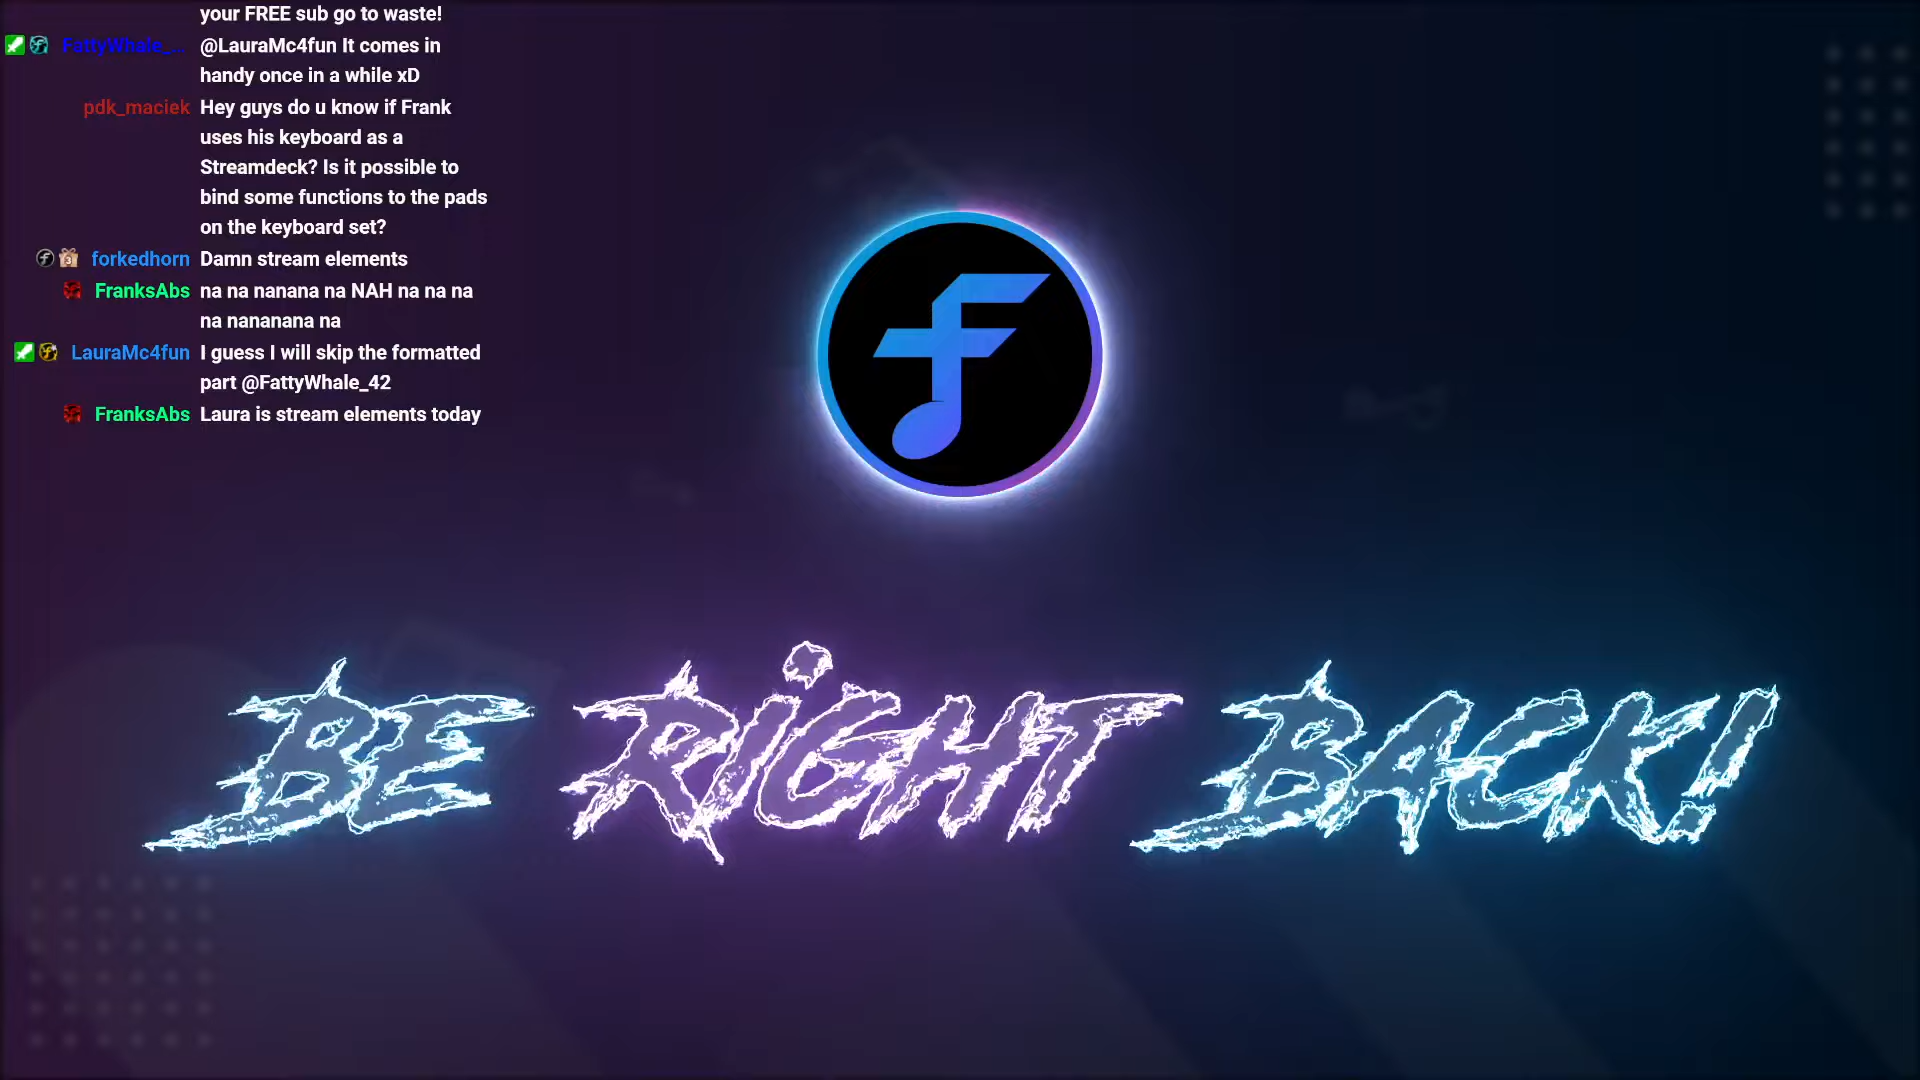 your FREE sub go to waste!
FattyWhale_... @LauraMc4fun It comes in
handy once in a while xD
pdk_maciek Hey guys do u know if Frank
uses his keyboard as a
Streamdeck? Is it possible to
bind some functions to the pads
on the keyboard set?
forkedhorn Damn stream elements
FranksAbs na na nanana na NAH na na na
na nananana na
LauraMc4fun I guess I will skip the formatted
part @FattyWhale_42
FranksAbs Laura is stream elements today
BE RiGHT BACK!